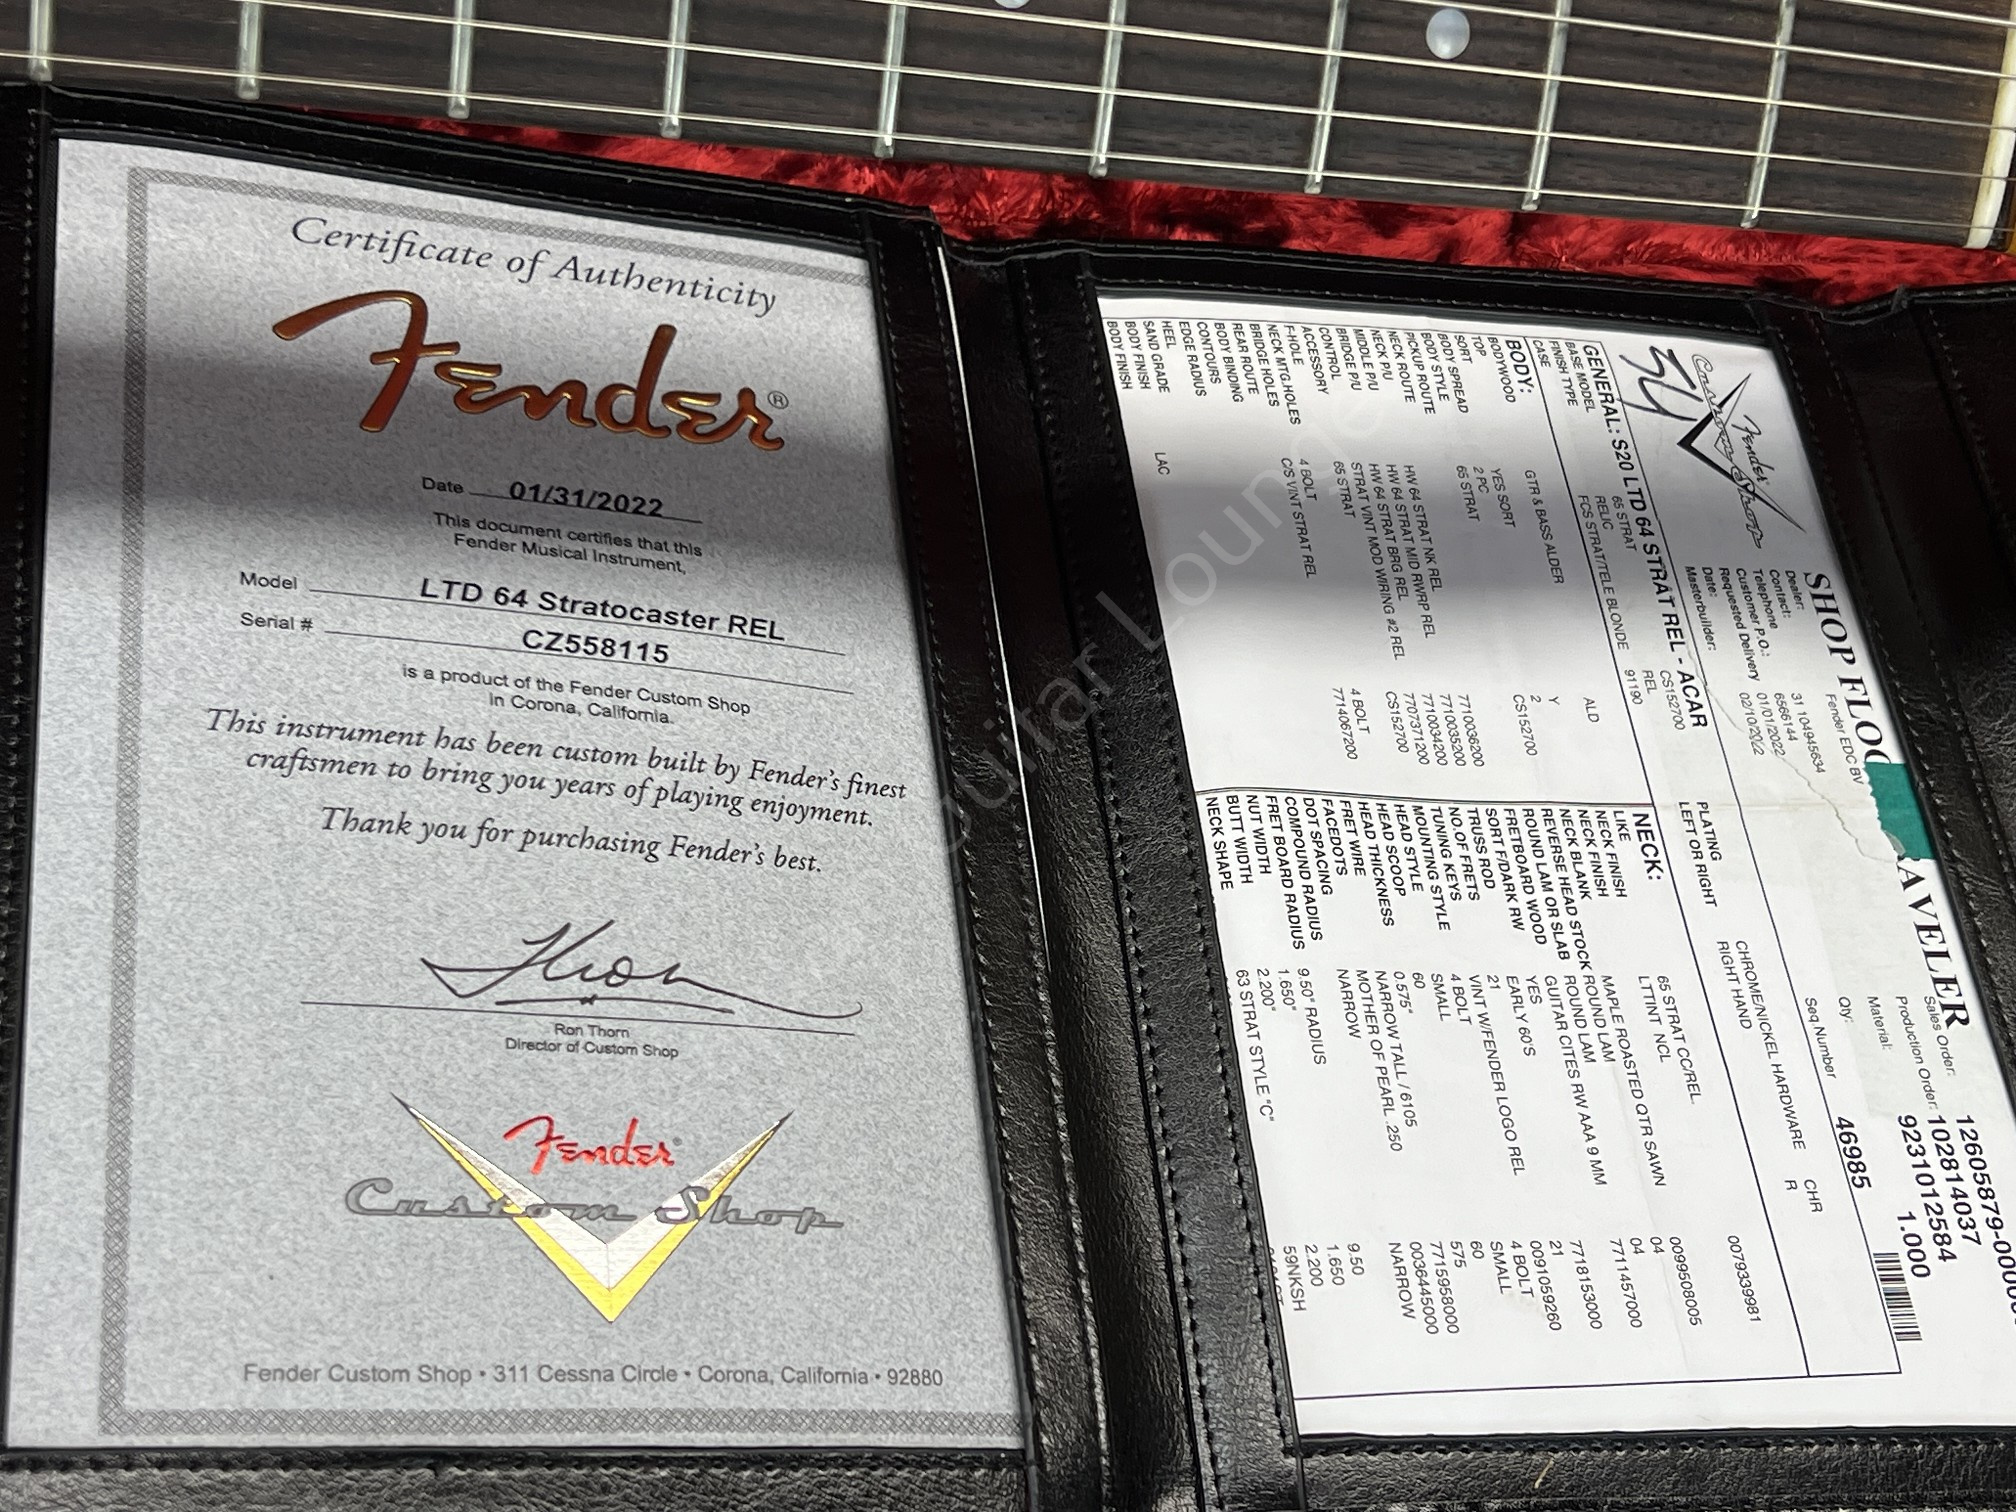 Certificate of Authenticity
Fender®
Date 01/31/2022
This document certifies that this
Fender Musical Instrument,
Model LTD 64 Stratocaster REL
Serial # CZ558115
is a product of the Fender Custom Shop
in Corona, California.
This instrument has been custom built by Fender's finest
craftsmen to bring you years of playing enjoyment.
Thank you for purchasing Fender's best.
Ron Thorn
Director of Custom Shop
Fender
Custom Shop
Fender Custom Shop • 311 Cessna Circle • Corona, California • 92880
Fender
Custom Shop
SHOP FLO AVELER
Sales Order: 12605879-000
Production Order: 102814037
Material: 9231012584
Qty: 1.000
Seq.Number 46985
Dealer: Fender EDC BV
Contact:
Telephone 31 104945634
Customer P.O.: 6566144
Requested Delivery 01/01/2022
Date: 02/10/2022
Masterbuilder:
GENERAL: S20 LTD 64 STRAT REL - ACAR
BASE MODEL 65 STRAT CS152700
FINISH TYPE RELIC REL
CASE FCS STRAT/TELE BLONDE 91190
PLATING CHROME/NICKEL HARDWARE CHR
LEFT OR RIGHT RIGHT HAND R
0079339981
BODY:
BODYWOOD GTR & BASS ALDER ALD
TOP
SORT YES SORT Y
BODY SPREAD 2 PC 2
BODY STYLE 65 STRAT CS152700
PICKUP ROUTE
NECK ROUTE
NECK P/U HW 64 STRAT NK REL 7710036200
MIDDLE P/U HW 64 STRAT MID RWRP REL 7710035200
BRIDGE P/U HW 64 STRAT BRG REL 7710034200
CONTROL STRAT VINT MOD WIRING #2 REL 7707371200
ACCESSORY 65 STRAT CS152700
F-HOLE
NECK MTG.HOLES 4 BOLT 4 BOLT
BRIDGE HOLES C/S VINT STRAT REL 7714067200
REAR ROUTE
BODY BINDING
CONTOURS
EDGE RADIUS
HEEL
SAND GRADE
BODY FINISH LAC
BODY FINISH
NECK:
LIKE 65 STRAT CC/REL 0099508005
NECK FINISH LTTINT NCL 04
NECK FINISH 04
NECK BLANK MAPLE ROASTED QTR SAWN 7711457000
REVERSE HEAD STOCK
ROUND LAM OR SLAB ROUND LAM ROUND LAM
FRETBOARD WOOD GUITAR CITES RW AAA 9 MM 7718153000
SORT F/DARK RW YES
TRUSS ROD EARLY 60'S
NO.OF FRETS 21 21
TUNING KEYS VINT W/FENDER LOGO REL 0091059260
MOUNTING STYLE 4 BOLT 4 BOLT
HEAD STYLE SMALL SMALL
HEAD SCOOP 60 60
HEAD THICKNESS 0.575" 575
FRET WIRE NARROW TALL / 6105 7715958000
FACEDOTS MOTHER OF PEARL .250 0036445000
DOT SPACING NARROW NARROW
COMPOUND RADIUS
FRET BOARD RADIUS 9.50" RADIUS 9.50
NUT WIDTH 1.650" 1.650
BUTT WIDTH 2.200" 2.200
NECK SHAPE 63 STRAT STYLE "C" 59NKSH
Guitar Lounge